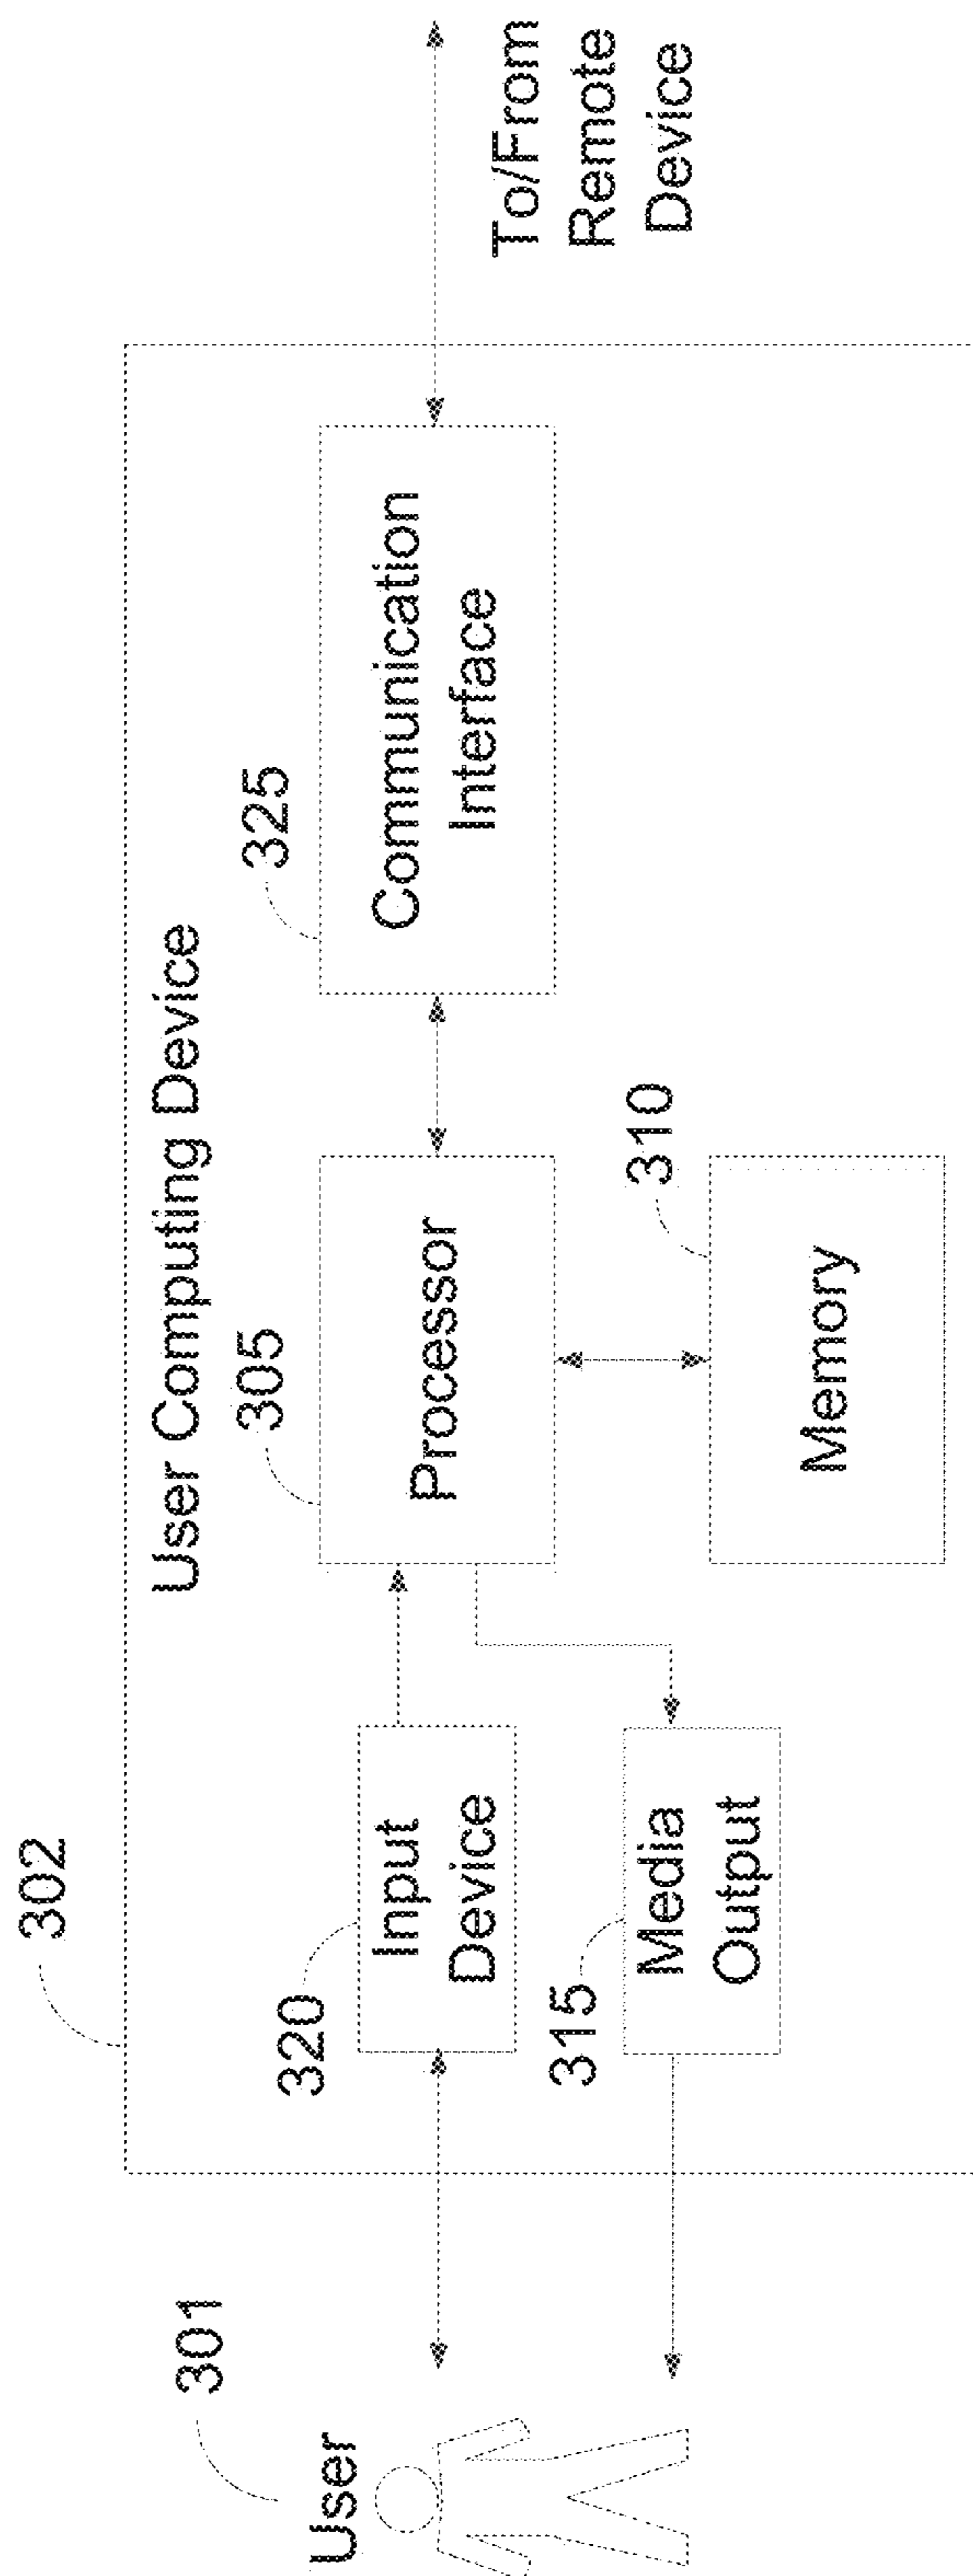 302
User Computing Device
301
User
320
Input
Device
315
Media
Output
305
Processor
310
Memory
325
Communication
Interface
To/From
Remote
Device